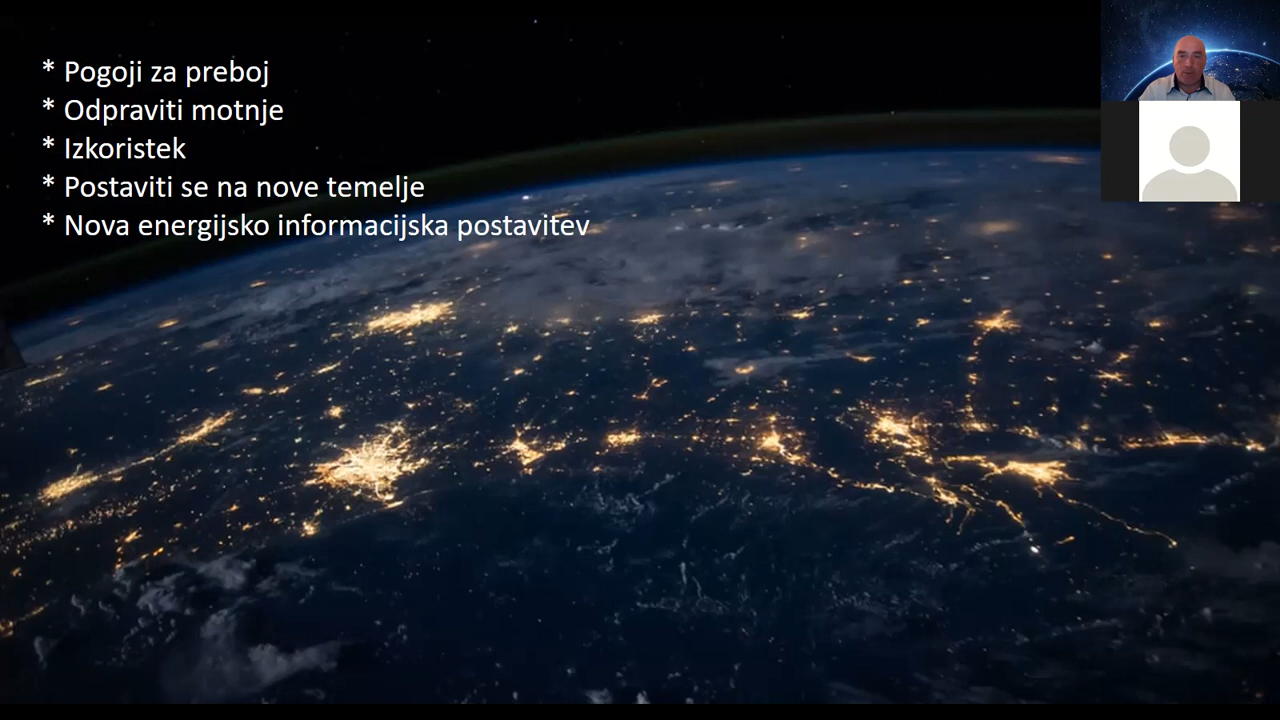 * Pogoji za preboj
* Odpraviti motnje
* Izkoristek
* Postaviti se na nove temelje
* Nova energijsko informacijska postavitev